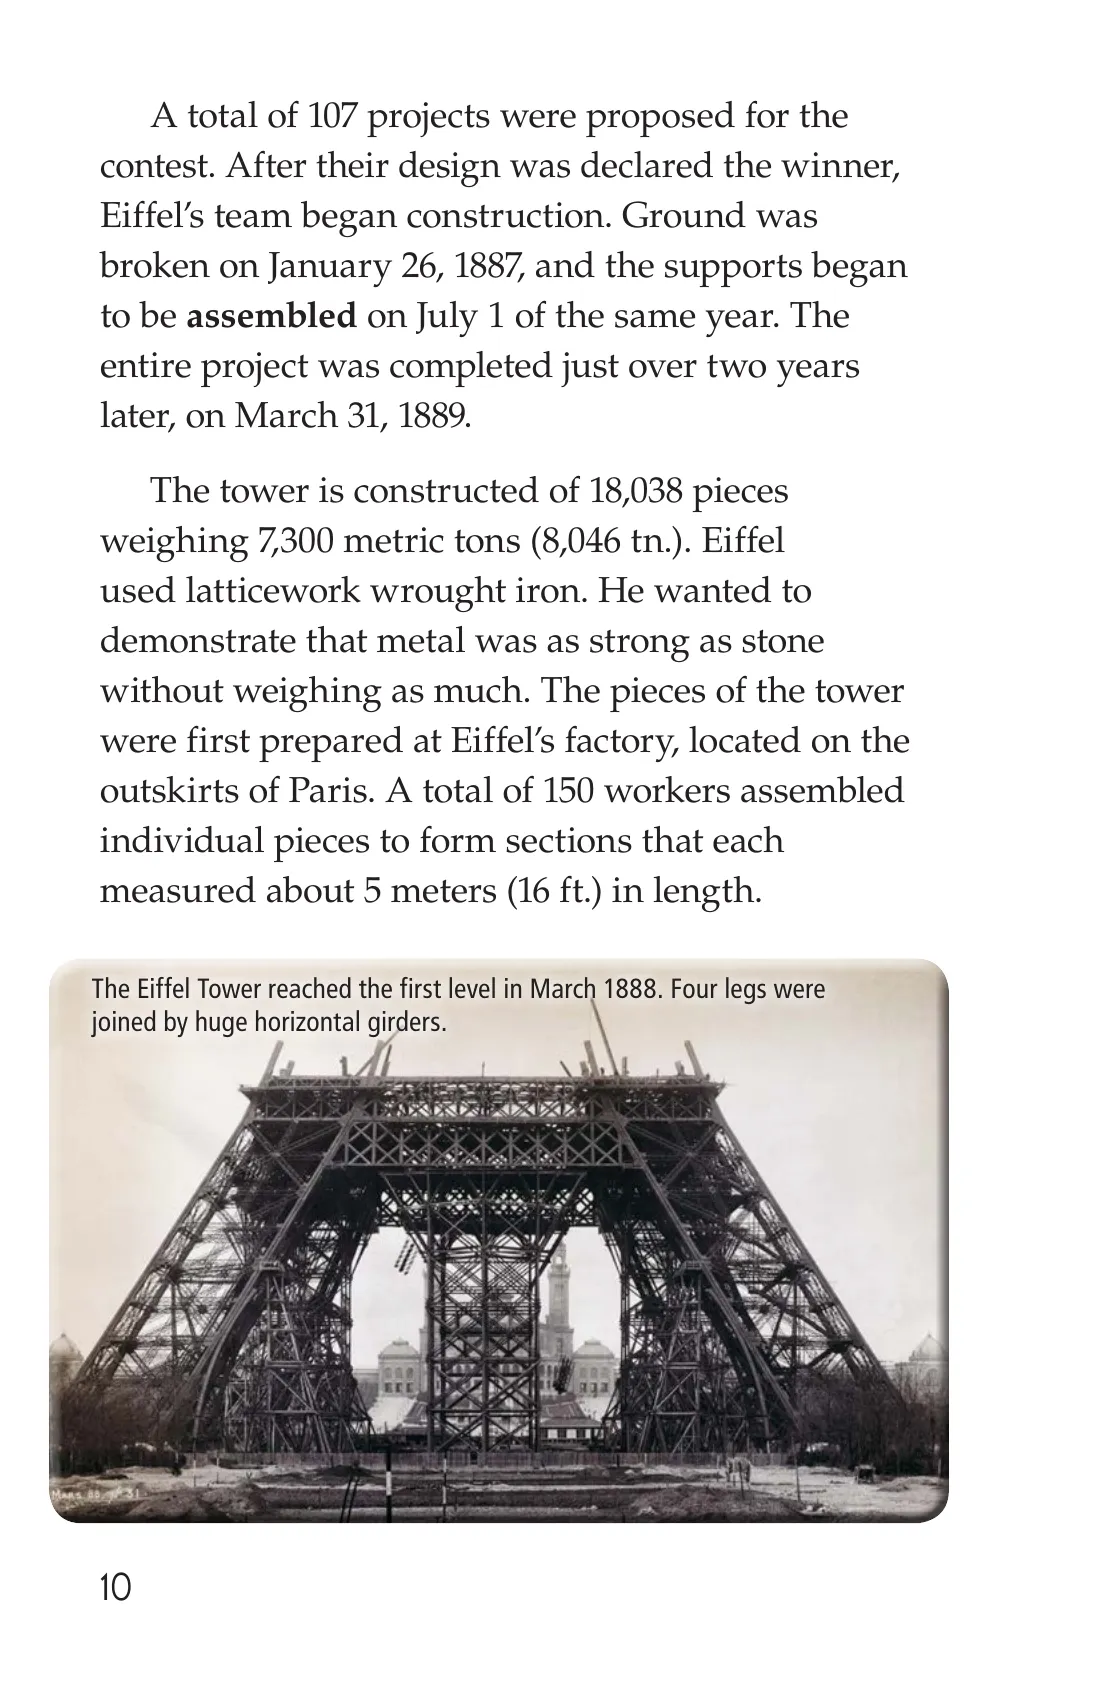 A total of 107 projects were proposed for the
contest. After their design was declared the winner,
Eiffel's team began construction. Ground was
broken on January 26, 1887, and the supports began
to be assembled on July 1 of the same year. The
entire project was completed just over two years
later, on March 31, 1889.
The tower is constructed of 18,038 pieces
weighing 7,300 metric tons (8,046 tn.). Eiffel
used latticework wrought iron. He wanted to
demonstrate that metal was as strong as stone
without weighing as much. The pieces of the tower
were first prepared at Eiffel's factory, located on the
outskirts of Paris. A total of 150 workers assembled
individual pieces to form sections that each
measured about 5 meters (16 ft.) in length.
The Eiffel Tower reached the first level in March 1888. Four legs were
joined by huge horizontal girders.
10